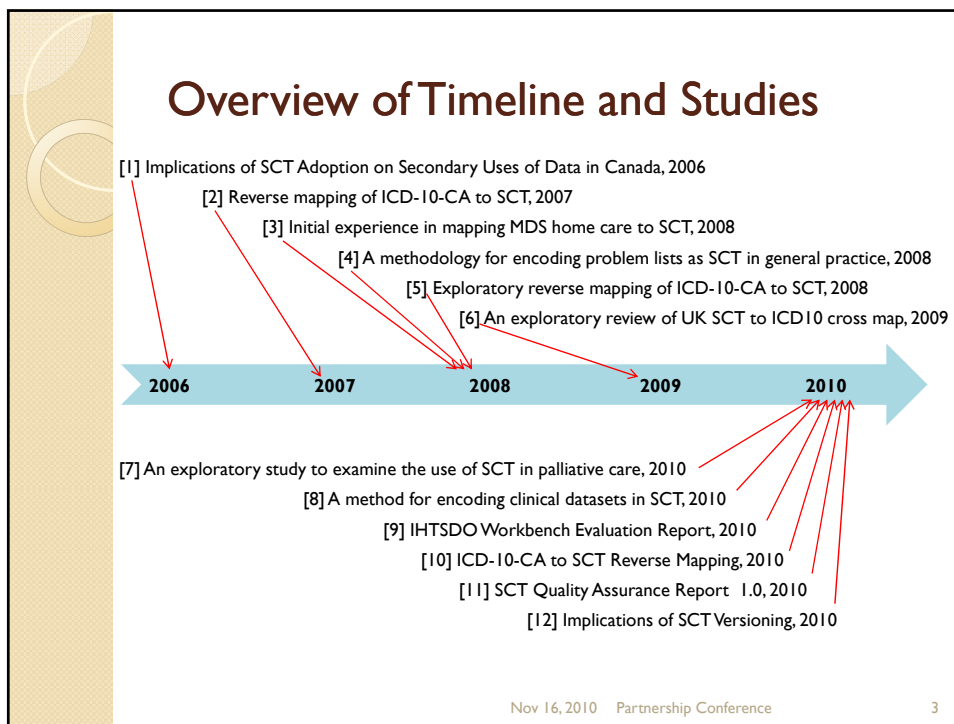 Overview of Timeline and Studies
[1] Implications of SCT Adoption on Secondary Uses of Data in Canada, 2006
[2] Reverse mapping of ICD-10-CA to SCT, 2007
[3] Initial experience in mapping MDS home care to SCT, 2008
[4] A methodology for encoding problem lists as SCT in general practice, 2008
[5] Exploratory reverse mapping of ICD-10-CA to SCT, 2008
[6] An exploratory review of UK SCT to ICD10 cross map, 2009
2006 2007 2008 2009 2010
[7] An exploratory study to examine the use of SCT in palliative care, 2010
[8] A method for encoding clinical datasets in SCT, 2010
[9] IHTSDO Workbench Evaluation Report, 2010
[10] ICD-10-CA to SCT Reverse Mapping, 2010
[11] SCT Quality Assurance Report 1.0, 2010
[12] Implications of SCT Versioning, 2010
Nov 16, 2010 Partnership Conference 3